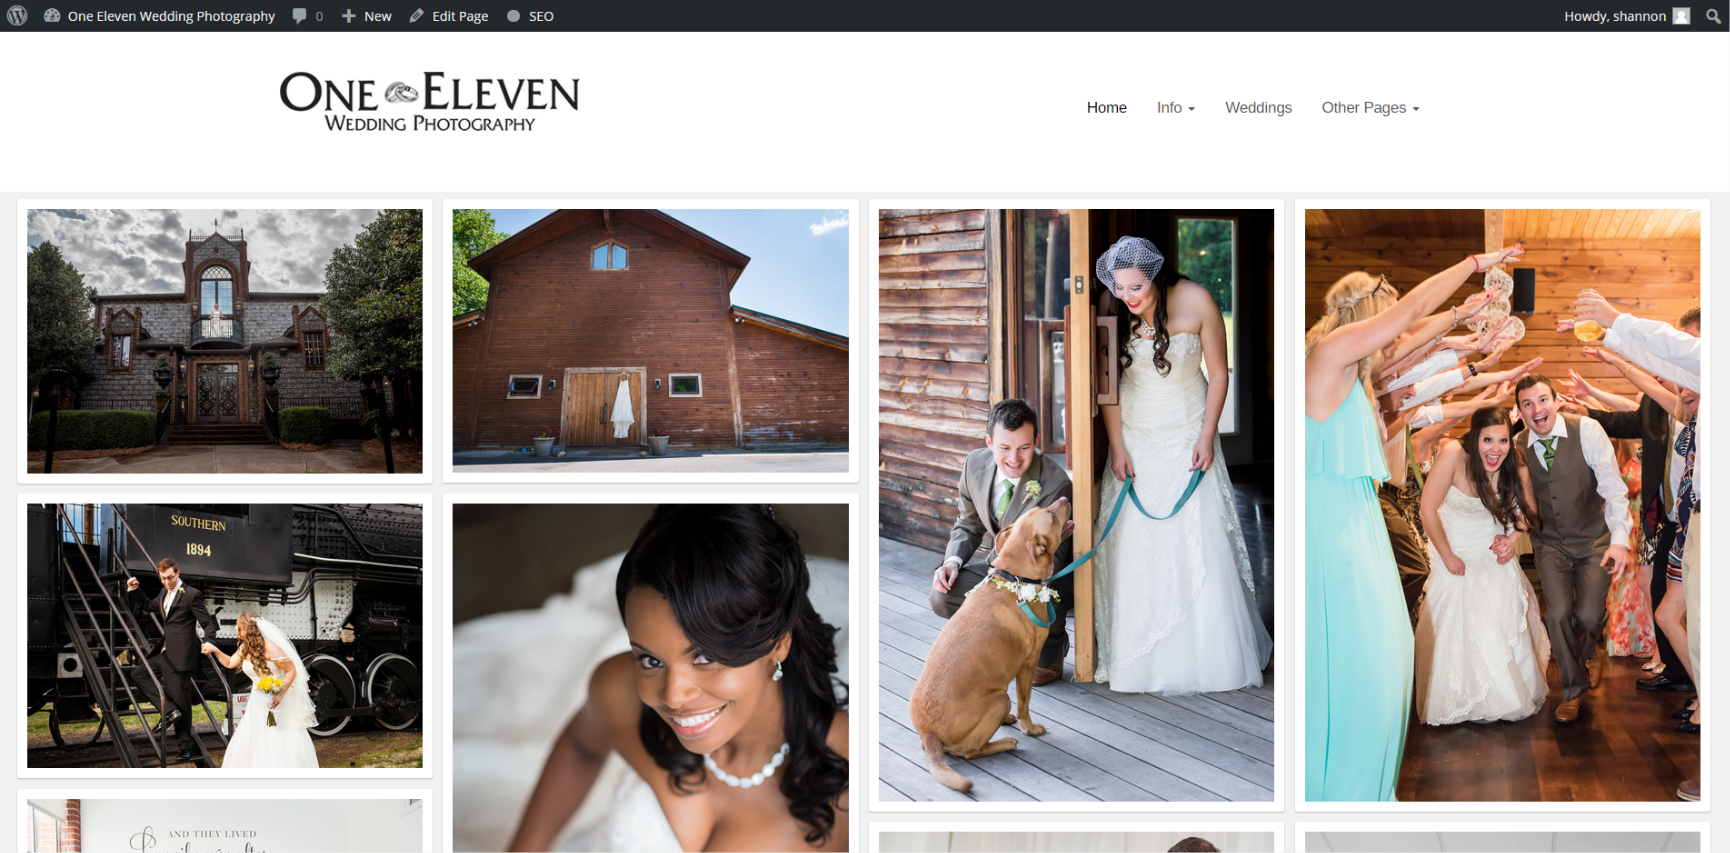 One Eleven Wedding Photography 0 New Edit Page SEO Howdy, shannon
ONE ELEVEN
WEDDING PHOTOGRAPHY
Home Info Weddings Other Pages
SOUTHERN
1894
AND THEY LIVED